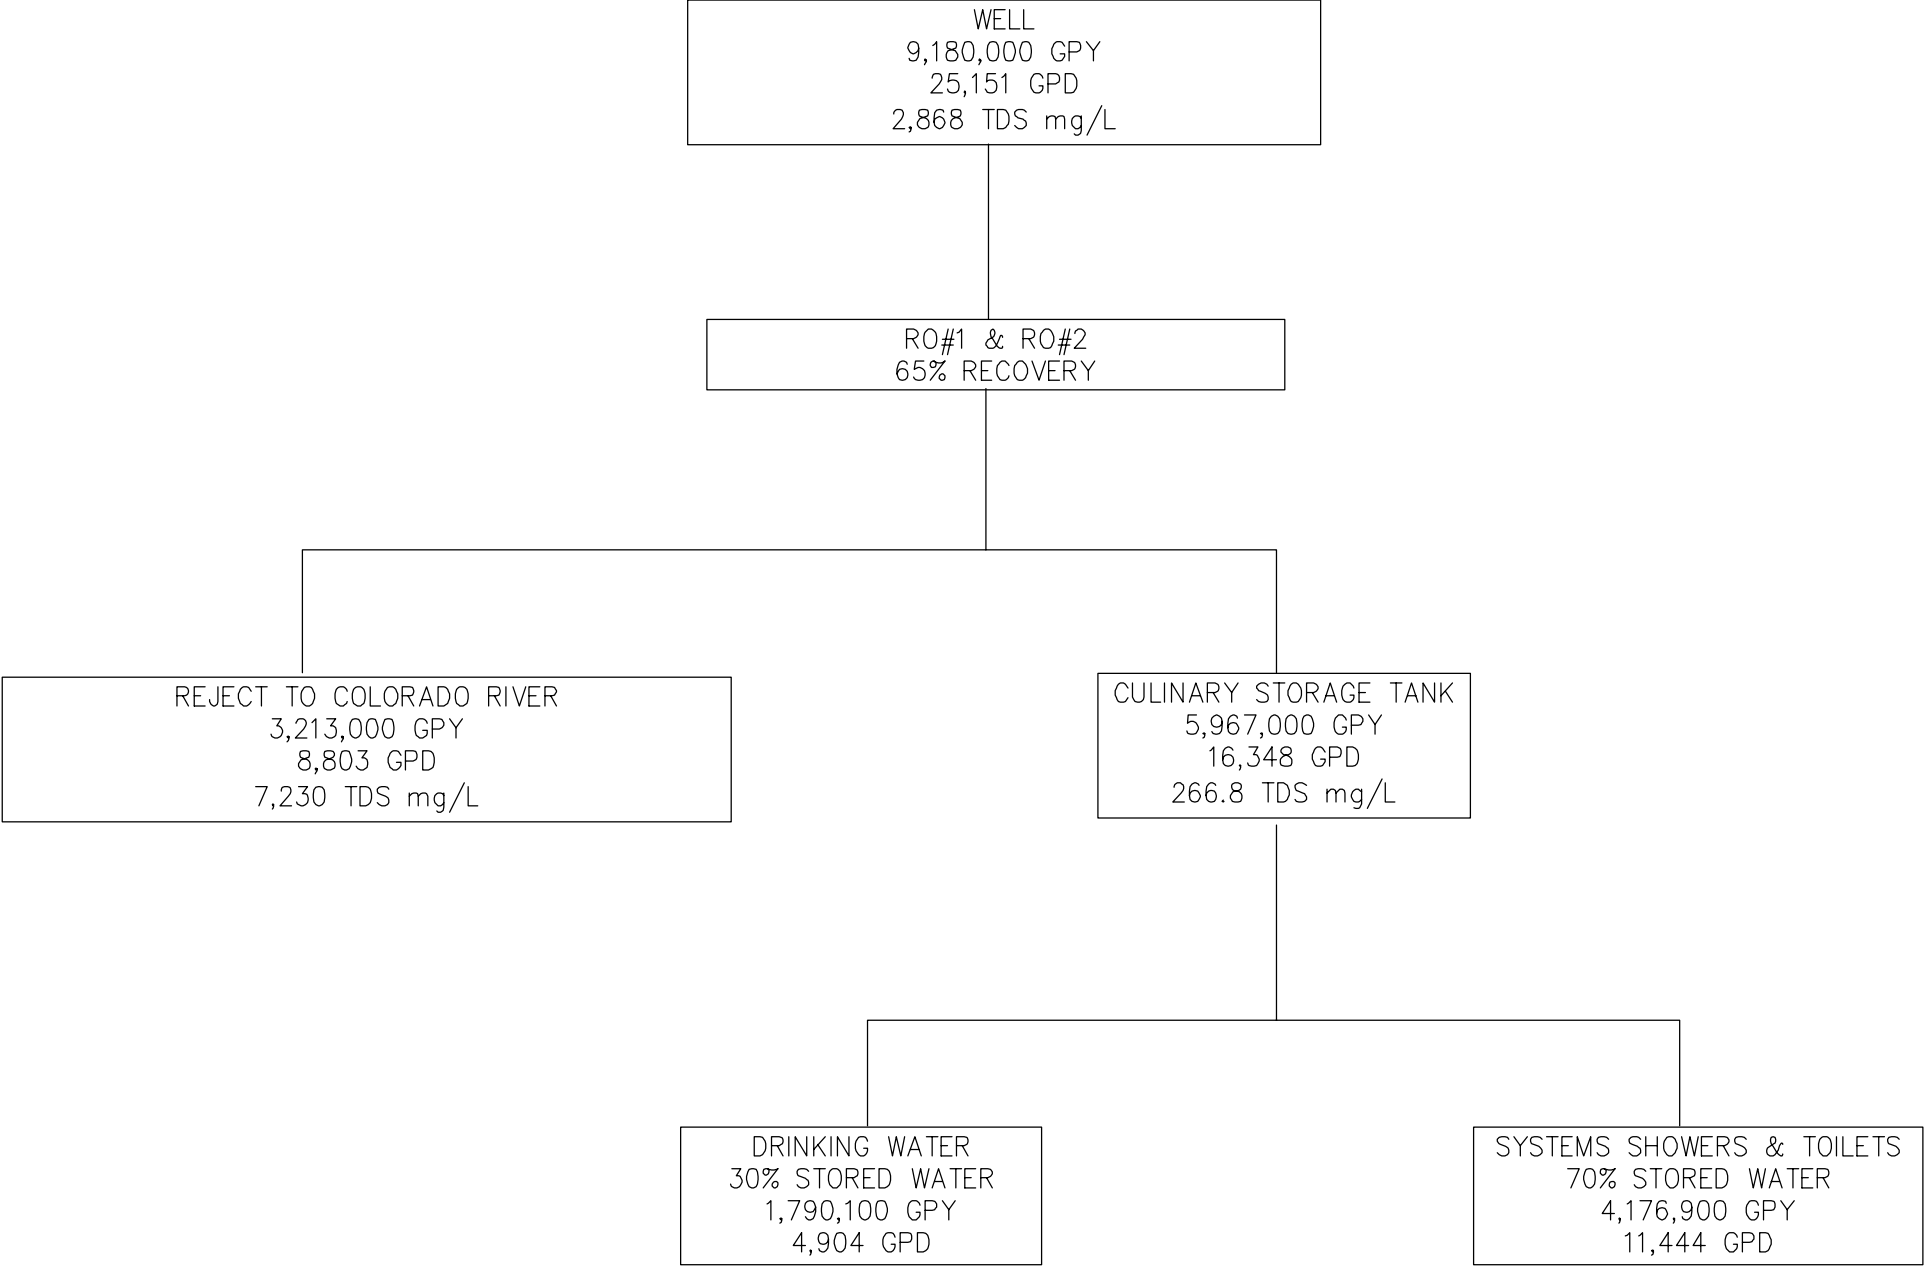 WELL
9,180,000 GPY
25,151 GPD
2,868 TDS mg/L
RO#1 & RO#2
65% RECOVERY
REJECT TO COLORADO RIVER
3,213,000 GPY
8,803 GPD
7,230 TDS mg/L
CULINARY STORAGE TANK
5,967,000 GPY
16,348 GPD
266.8 TDS mg/L
DRINKING WATER
30% STORED WATER
1,790,100 GPY
4,904 GPD
SYSTEMS SHOWERS & TOILETS
70% STORED WATER
4,176,900 GPY
11,444 GPD